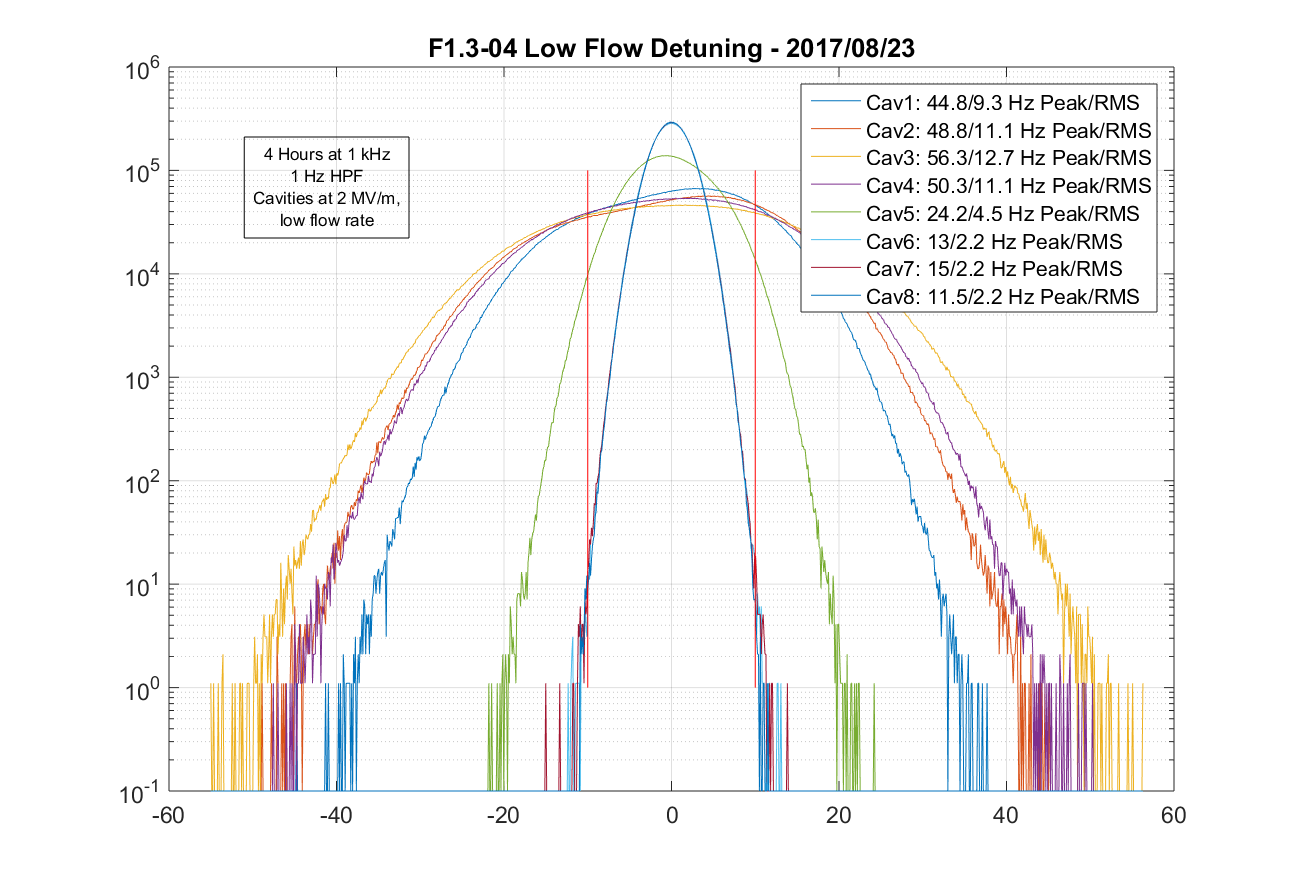 F1.3-04 Low Flow Detuning - 2017/08/23
10^6
10^5
10^4
10^3
10^2
10^1
10^0
10^-1
4 Hours at 1 kHz
1 Hz HPF
Cavities at 2 MV/m,
low flow rate
Cav1: 44.8/9.3 Hz Peak/RMS
Cav2: 48.8/11.1 Hz Peak/RMS
Cav3: 56.3/12.7 Hz Peak/RMS
Cav4: 50.3/11.1 Hz Peak/RMS
Cav5: 24.2/4.5 Hz Peak/RMS
Cav6: 13/2.2 Hz Peak/RMS
Cav7: 15/2.2 Hz Peak/RMS
Cav8: 11.5/2.2 Hz Peak/RMS
-60 -40 -20 0 20 40 60